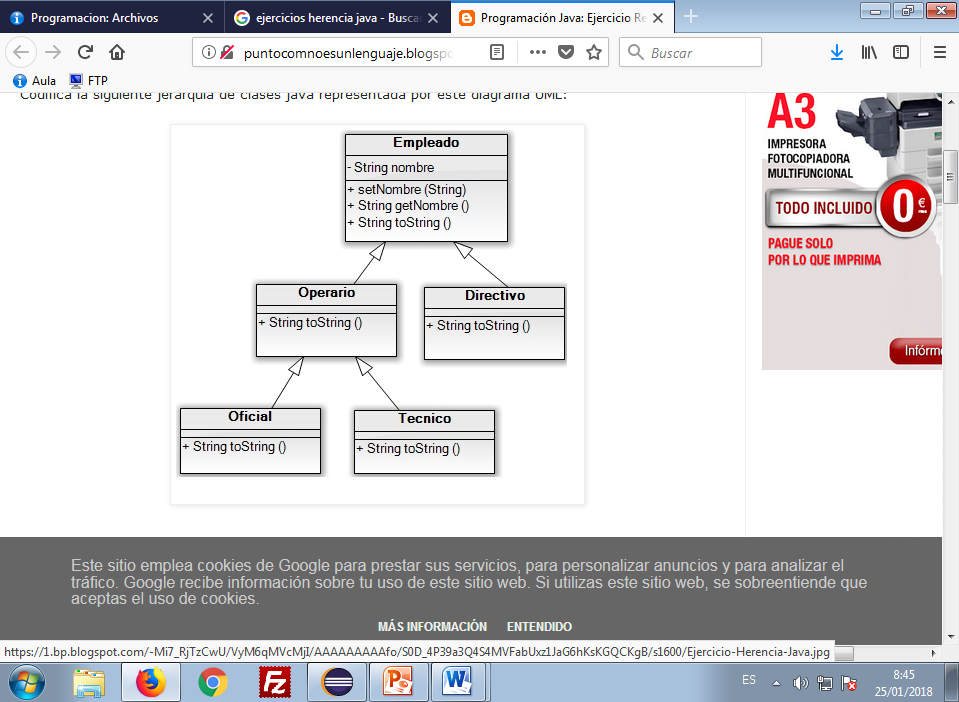 Programacion: Archivos
ejercicios herencia java - Busca
Programación Java: Ejercicio Re
puntocomnoesunlenguaje.blogspo
Buscar
Aula
FTP
Codifica la siguiente jerarquía de clases java representada por este diagrama UML:
Empleado
- String nombre
+ setNombre (String)
+ String getNombre ()
+ String toString ()
Operario
+ String toString ()
Directivo
+ String toString ()
Oficial
+ String toString ()
Tecnico
+ String toString ()
A3
IMPRESORA
FOTOCOPIADORA
MULTIFUNCIONAL
TODO INCLUIDO
0€
PAGUE SOLO
POR LO QUE IMPRIMA
Infórm
Este sitio emplea cookies de Google para prestar sus servicios, para personalizar anuncios y para analizar el
tráfico. Google recibe información sobre tu uso de este sitio web. Si utilizas este sitio web, se sobreentiende que
aceptas el uso de cookies.
MÁS INFORMACIÓN
ENTENDIDO
https://1.bp.blogspot.com/-Mi7_RjTzCwU/VyM6qMVcMjI/AAAAAAAAAfo/S0D_4P39a3Q4S4MVFabUxz1JaG6hKsKGQCKgB/s1600/Ejercicio-Herencia-Java.jpg
ES
8:45
25/01/2018